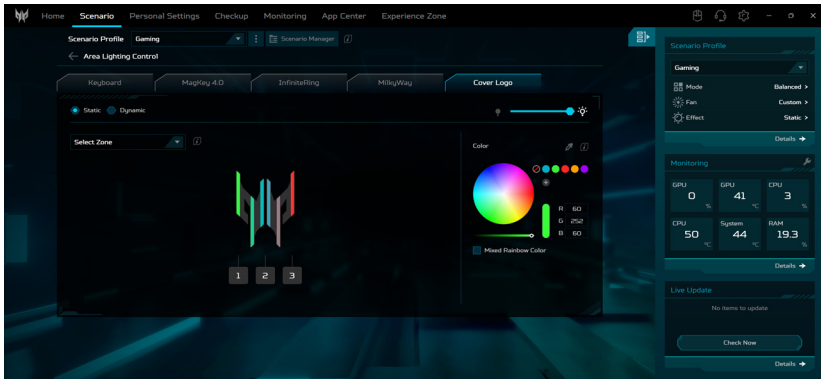 Home Scenario Personal Settings Checkup Monitoring App Center Experience Zone
Scenario Profile Gaming Scenario Manager
Area Lighting Control
Keyboard MagKey 4.0 InfiniteRing MilkyWay Cover Logo
Static Dynamic
Select Zone
Color
R 60
G 252
B 60
Mixed Rainbow Color
1 2 3
Scenario Profile
Gaming
Mode Balanced >
Fan Custom >
Effect Static >
Details
Monitoring
GPU 0 %
GPU 41 °C
CPU 3 %
CPU 50 °C
System 44 °C
RAM 19.3 %
Details
Live Update
No items to update
Check Now
Details